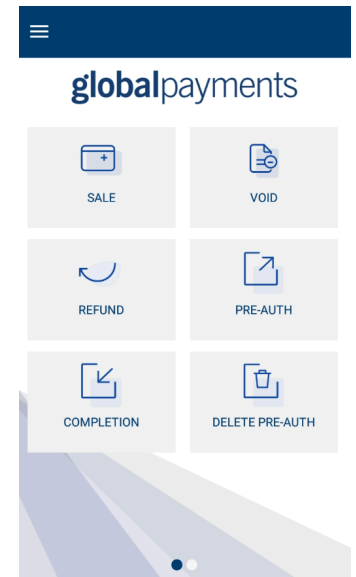 globalpayments
SALE
VOID
REFUND
PRE-AUTH
COMPLETION
DELETE PRE-AUTH